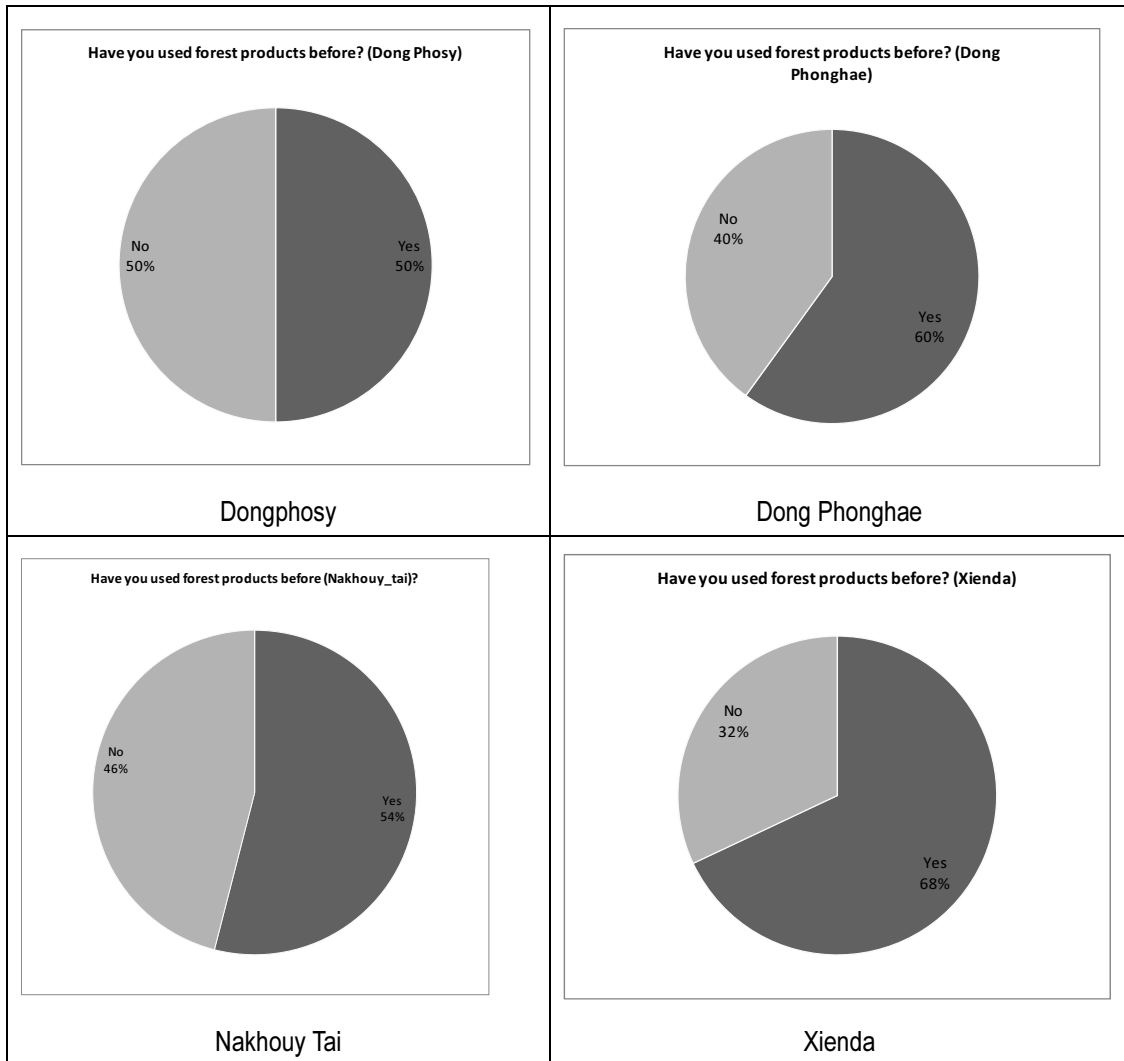 Have you used forest products before? (Dong Phosy)
No
50%
Yes
50%
Dongphosy
Have you used forest products before? (Dong
Phonghae)
No
40%
Yes
60%
Dong Phonghae
Have you used forest products before (Nakhouy_tai)?
No
46%
Yes
54%
Nakhouy Tai
Have you used forest products before? (Xienda)
No
32%
Yes
68%
Xienda